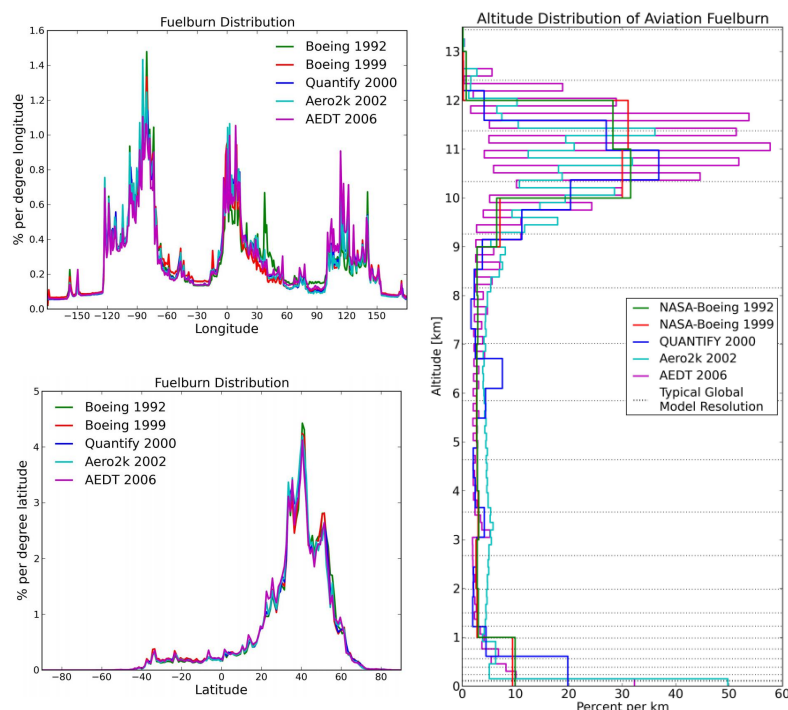 Fuelburn Distribution
1.6
1.4
1.2
1.0
0.8
0.6
0.4
0.2
0.0
% per degree longitude
Boeing 1992
Boeing 1999
Quantify 2000
Aero2k 2002
AEDT 2006
−150 −120 −90 −60 −30 0 30 60 90 120 150
Longitude
Fuelburn Distribution
5
4
3
2
1
0
% per degree latitude
Boeing 1992
Boeing 1999
Quantify 2000
Aero2k 2002
AEDT 2006
−80 −60 −40 −20 0 20 40 60 80
Latitude
Altitude Distribution of Aviation Fuelburn
13
12
11
10
9
8
7
6
5
4
3
2
1
0
Altitude [km]
NASA-Boeing 1992
NASA-Boeing 1999
QUANTIFY 2000
Aero2k 2002
AEDT 2006
Typical Global
Model Resolution
0 10 20 30 40 50 60
Percent per km